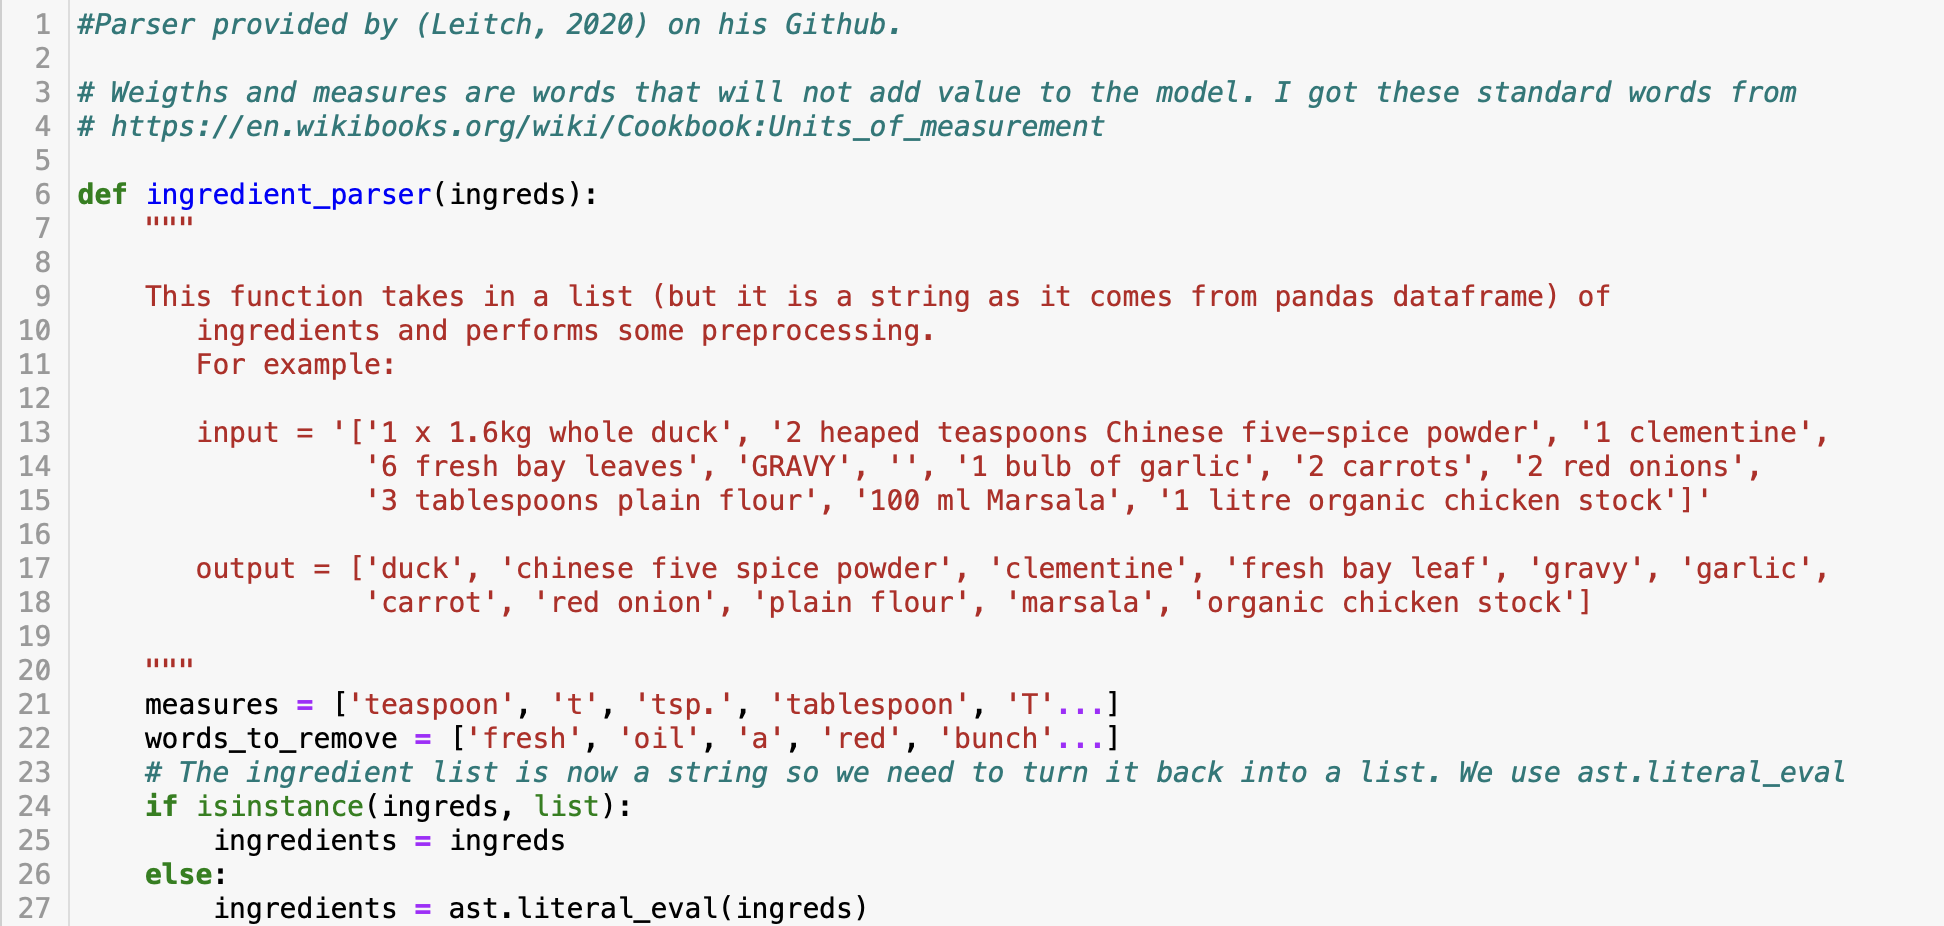 1 #Parser provided by (Leitch, 2020) on his Github.
2
3 # Weigths and measures are words that will not add value to the model. I got these standard words from
4 # https://en.wikibooks.org/wiki/Cookbook:Units_of_measurement
5
6 def ingredient_parser(ingreds):
7     """
8
9     This function takes in a list (but it is a string as it comes from pandas dataframe) of
10        ingredients and performs some preprocessing.
11        For example:
12
13        input = '['1 x 1.6kg whole duck', '2 heaped teaspoons Chinese five-spice powder', '1 clementine',
14                  '6 fresh bay leaves', 'GRAVY', '', '1 bulb of garlic', '2 carrots', '2 red onions',
15                  '3 tablespoons plain flour', '100 ml Marsala', '1 litre organic chicken stock']'
16
17        output = ['duck', 'chinese five spice powder', 'clementine', 'fresh bay leaf', 'gravy', 'garlic',
18                  'carrot', 'red onion', 'plain flour', 'marsala', 'organic chicken stock']
19
20     """
21     measures = ['teaspoon', 't', 'tsp.', 'tablespoon', 'T'...]
22     words_to_remove = ['fresh', 'oil', 'a', 'red', 'bunch'...]
23     # The ingredient list is now a string so we need to turn it back into a list. We use ast.literal_eval
24     if isinstance(ingreds, list):
25         ingredients = ingreds
26     else:
27         ingredients = ast.literal_eval(ingreds)